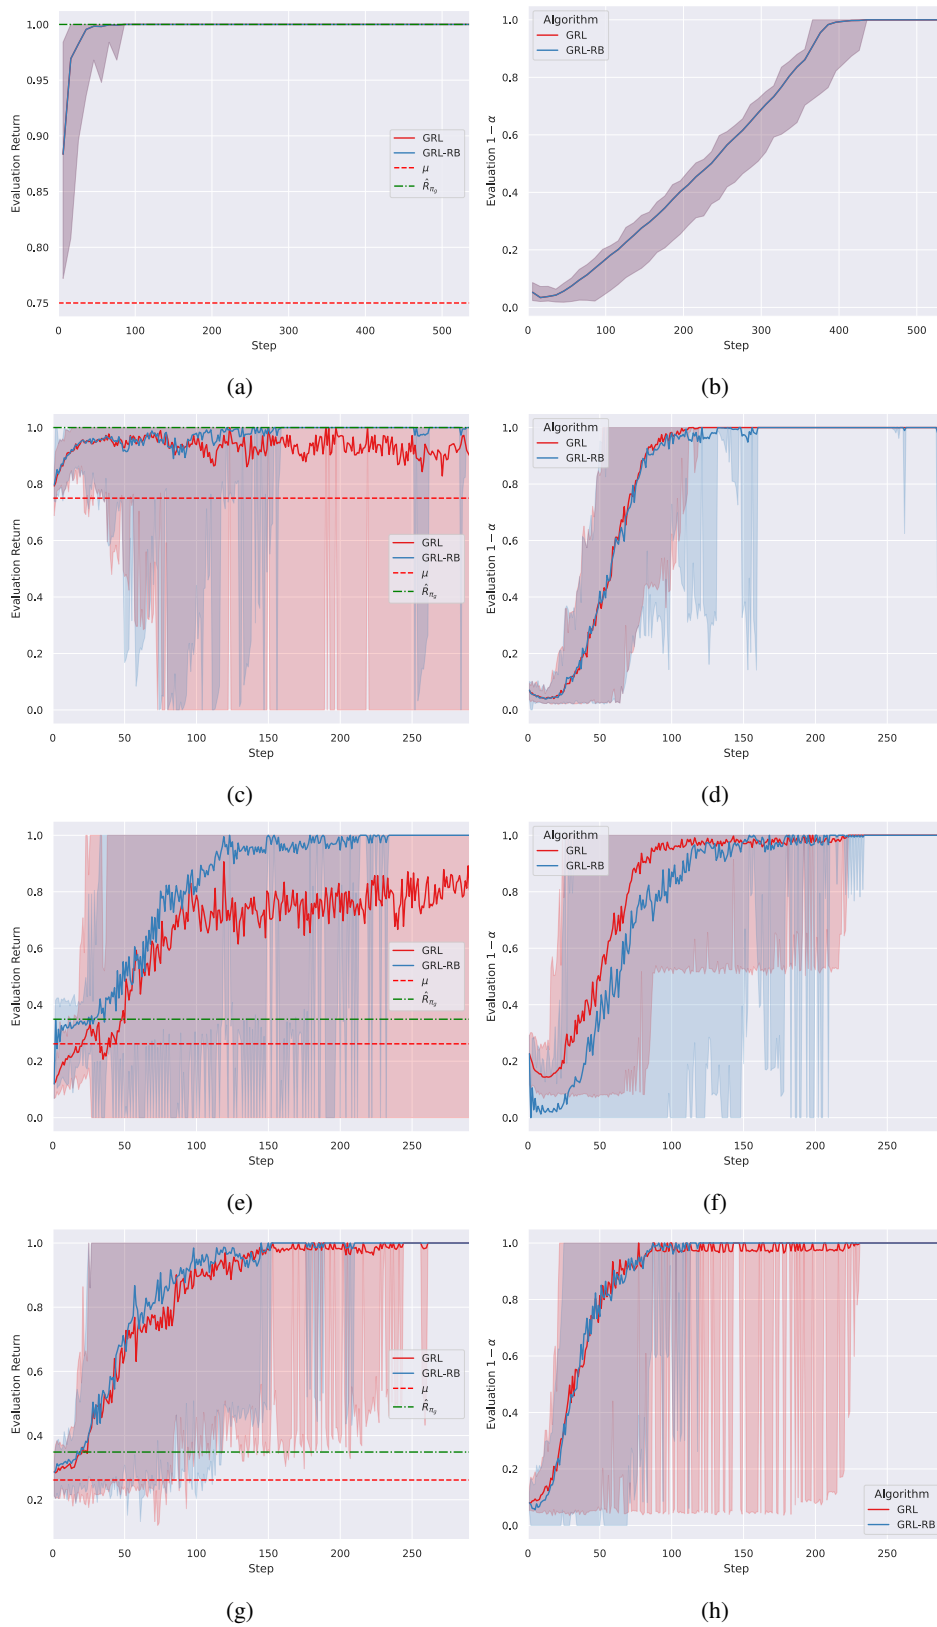 1.00
0.95
0.90
0.85
0.80
0.75
Evaluation Return
GRL
GRL-RB
μ
R̂πg
0 100 200 300 400 500
Step
(a)
Algorithm
GRL
GRL-RB
1.0
0.8
0.6
0.4
0.2
0.0
Evaluation 1 − α
0 100 200 300 400 500
Step
(b)
1.0
0.8
0.6
0.4
0.2
0.0
Evaluation Return
GRL
GRL-RB
μ
R̂πg
0 50 100 150 200 250
Step
(c)
Algorithm
GRL
GRL-RB
1.0
0.8
0.6
0.4
0.2
0.0
Evaluation 1 − α
0 50 100 150 200 250
Step
(d)
1.0
0.8
0.6
0.4
0.2
0.0
Evaluation Return
GRL
GRL-RB
μ
R̂πg
0 50 100 150 200 250
Step
(e)
Algorithm
GRL
GRL-RB
1.0
0.8
0.6
0.4
0.2
0.0
Evaluation 1 − α
0 50 100 150 200 250
Step
(f)
1.0
0.8
0.6
0.4
0.2
Evaluation Return
GRL
GRL-RB
μ
R̂πg
0 50 100 150 200 250
Step
(g)
1.0
0.8
0.6
0.4
0.2
0.0
Evaluation 1 − α
Algorithm
GRL
GRL-RB
0 50 100 150 200 250
Step
(h)